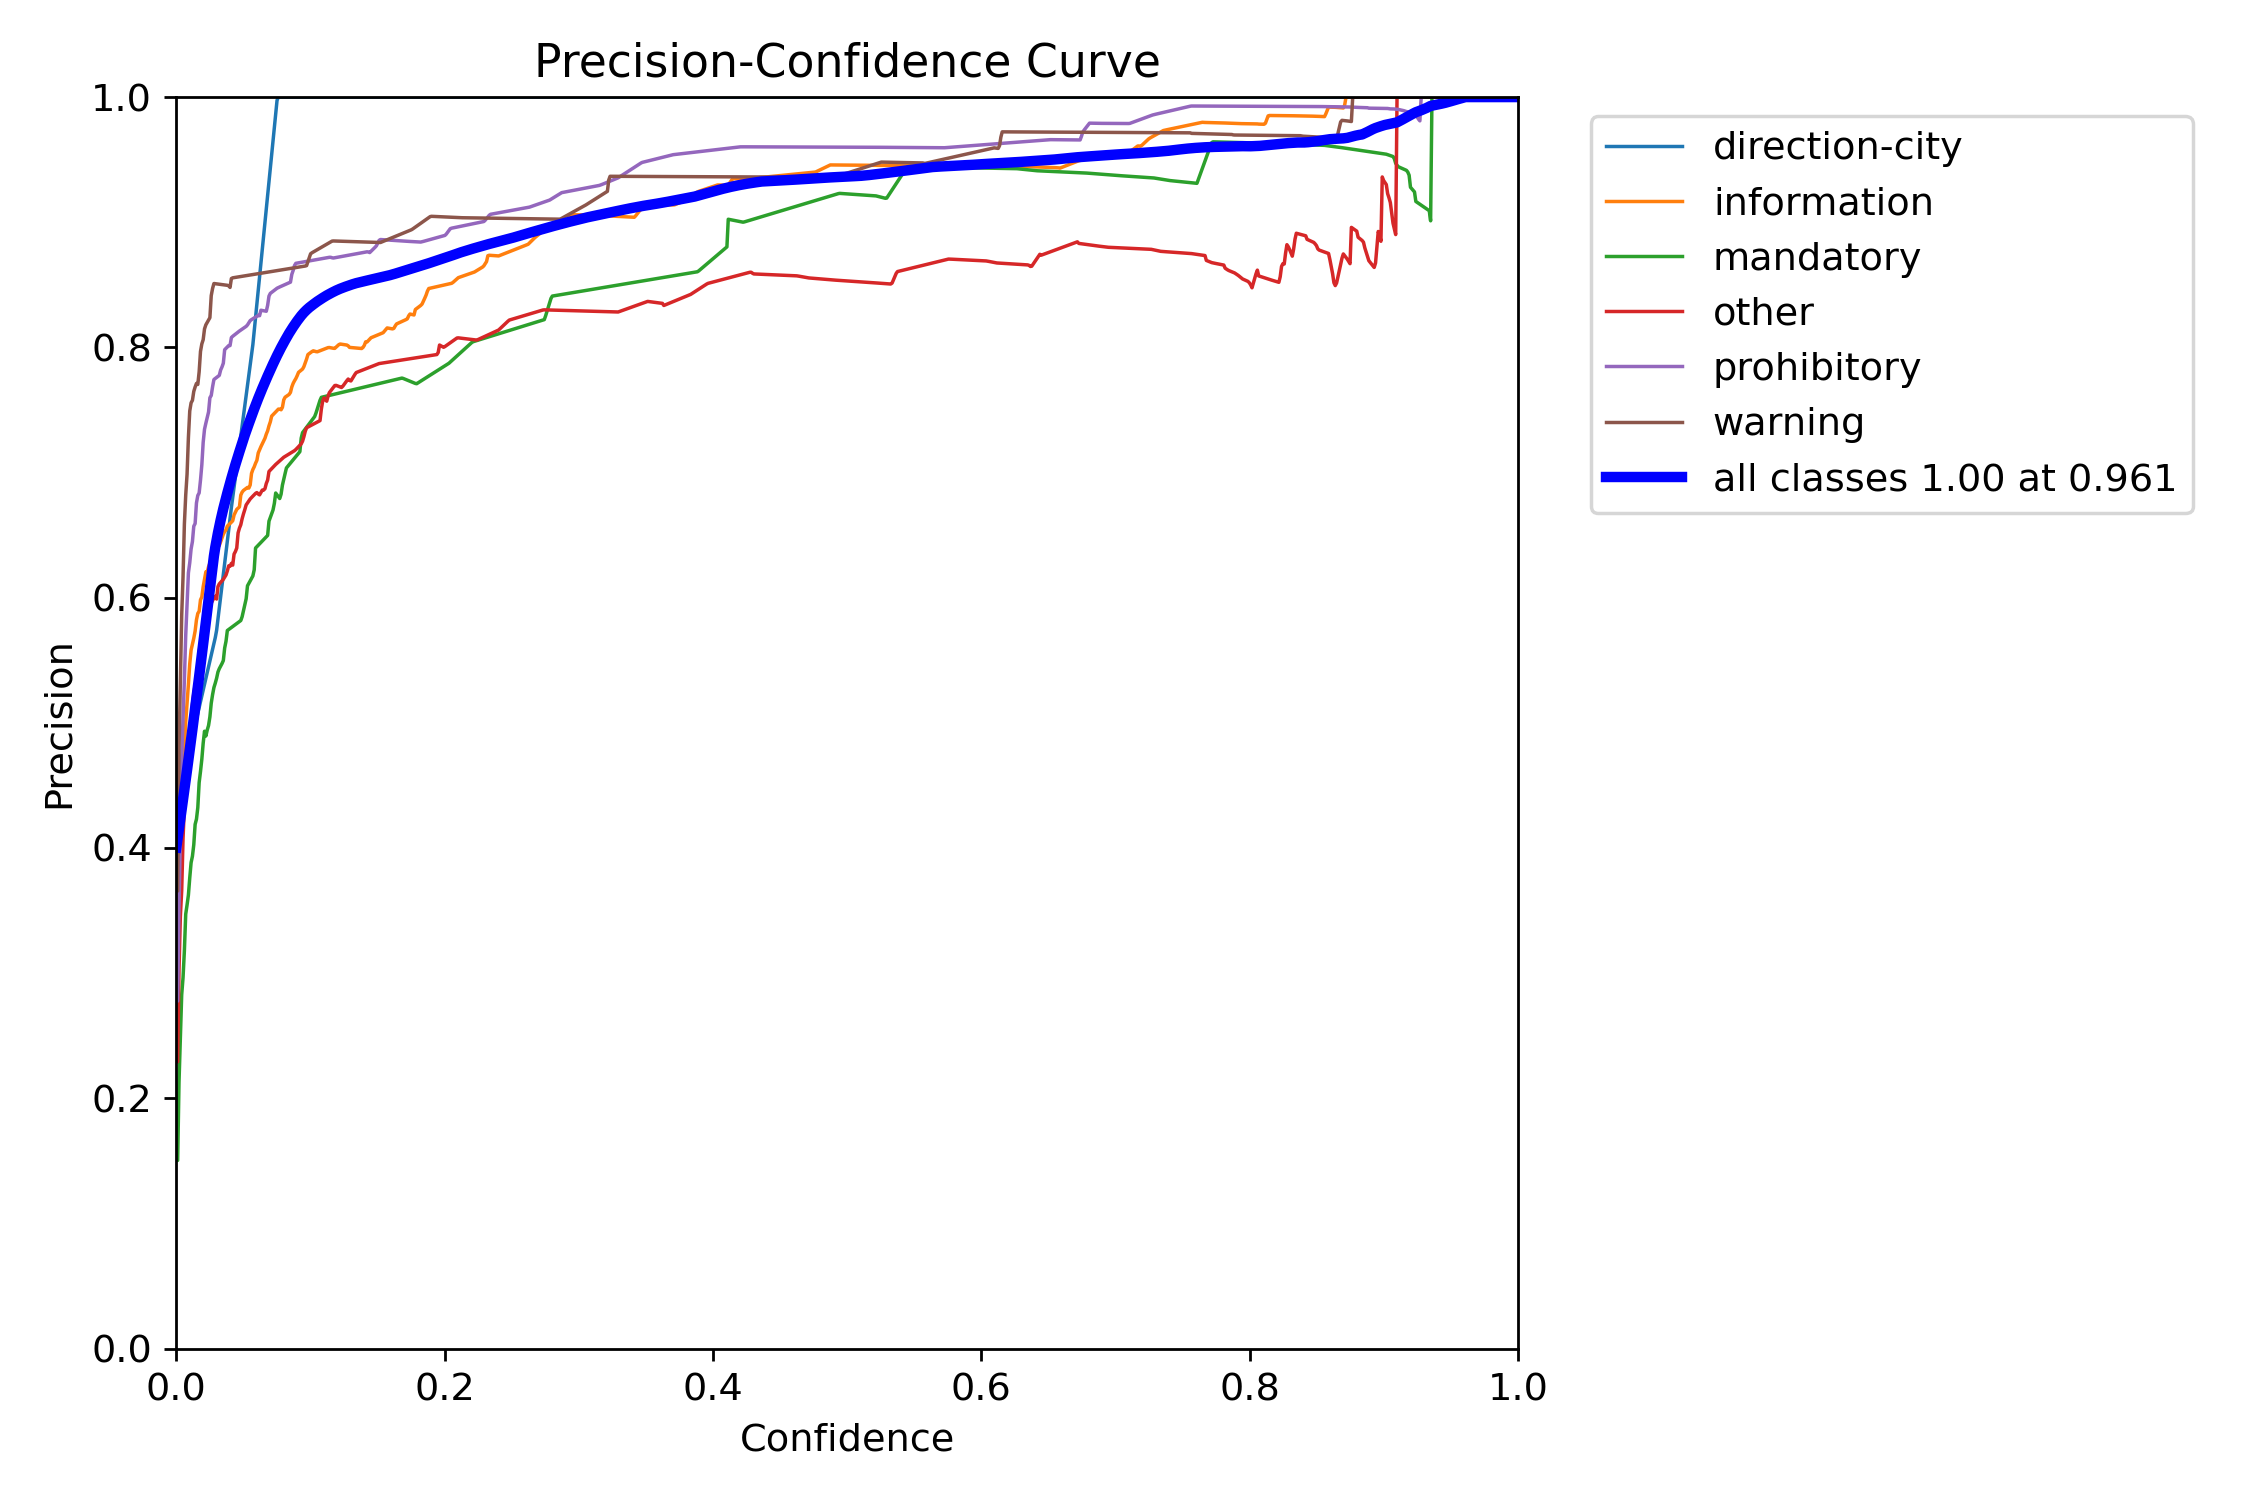 Precision-Confidence Curve
1.0
0.8
0.6
0.4
0.2
0.0
Precision
0.0 0.2 0.4 0.6 0.8 1.0
Confidence
direction-city
information
mandatory
other
prohibitory
warning
all classes 1.00 at 0.961